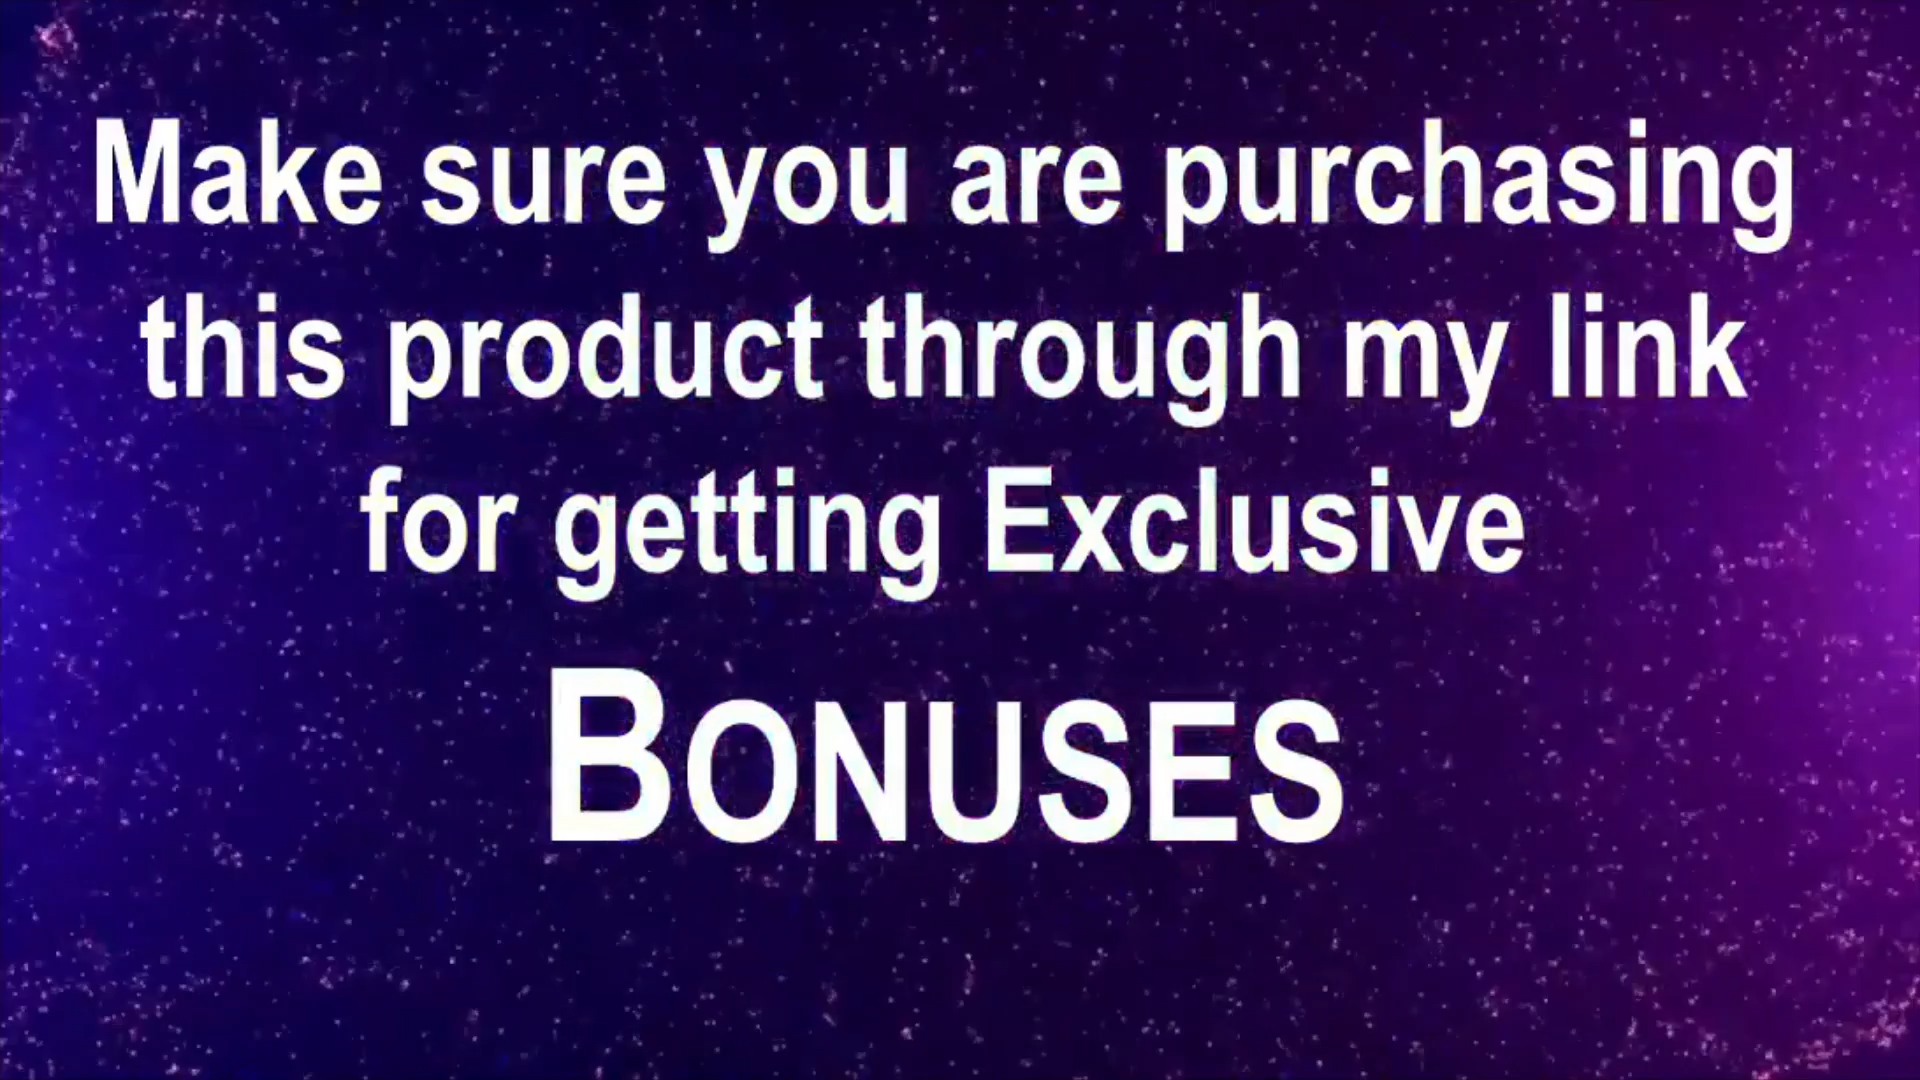 Make sure you are purchasing
this product through my link
for getting Exclusive
BONUSES